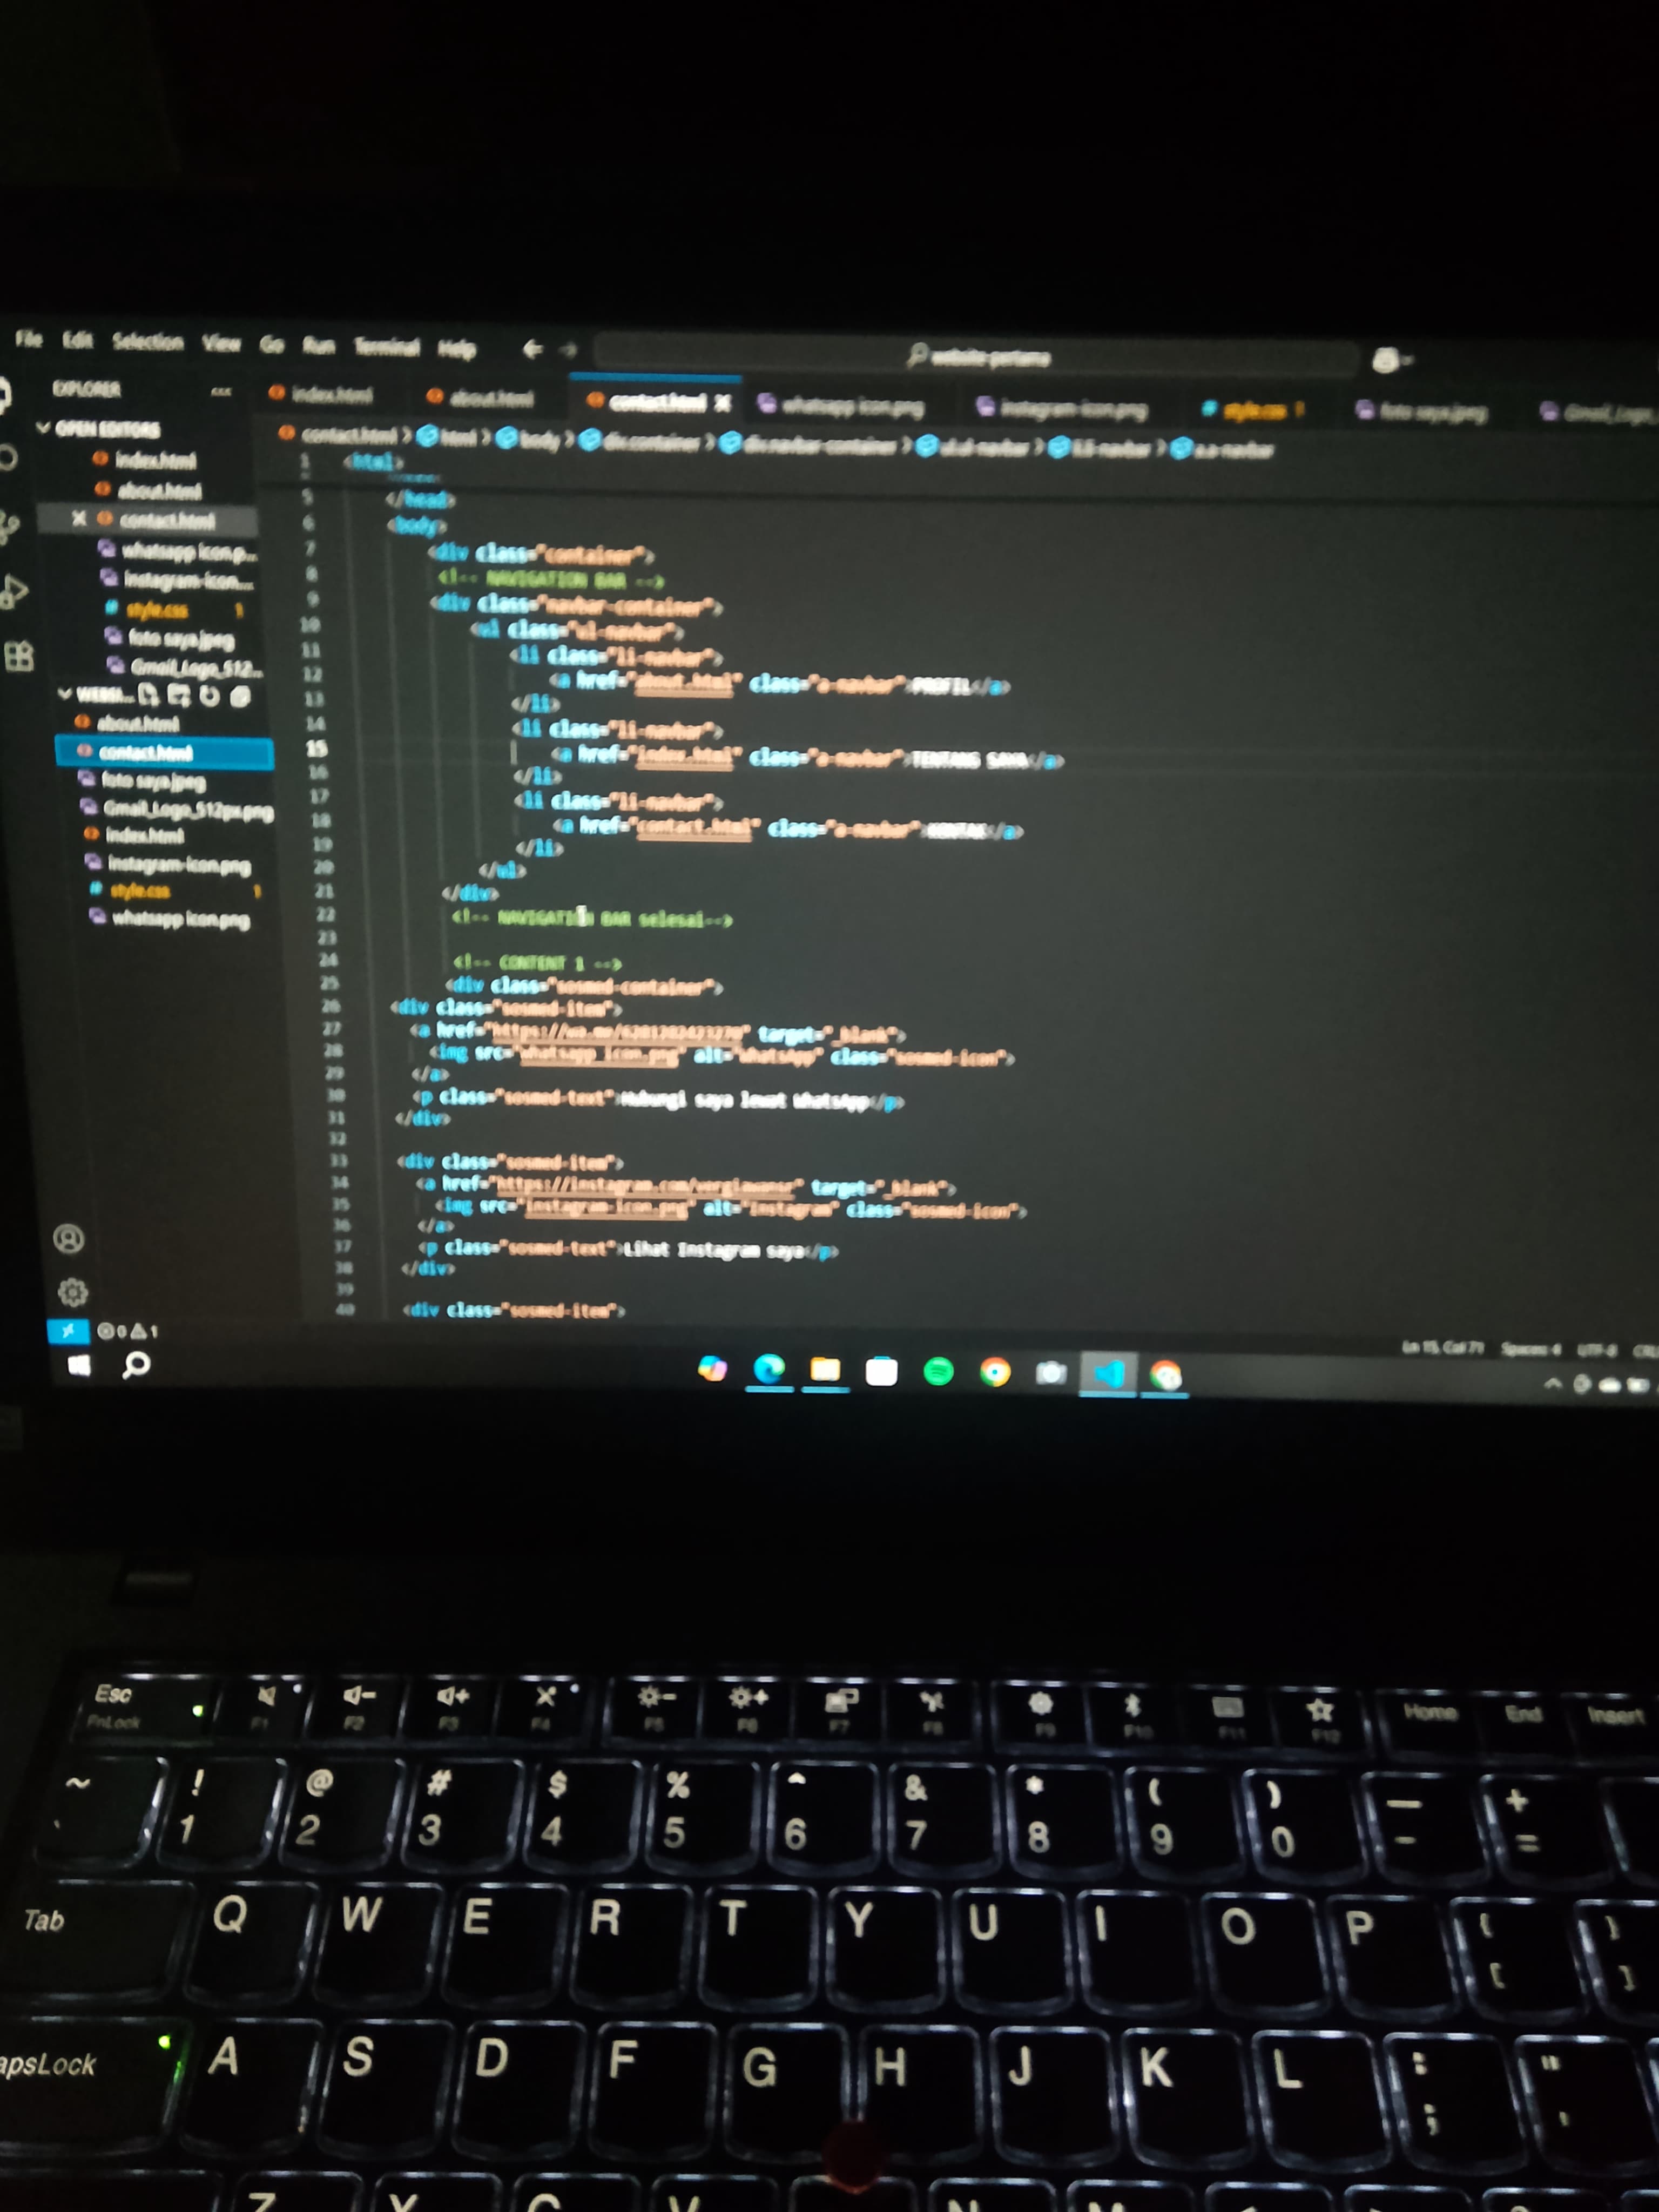 File Edit Selection View Go Run Terminal Help
website-pertama
EXPLORER
index.html about.html contact.html whatsapp icon.png instagram-icon.png style.css 1 foto saya.jpeg Gmail_Logo_
contact.html > html > body > div.container > div.navbar-container > ul.ul-navbar > li.li-navbar > a.a-navbar
OPEN EDITORS
index.html
about.html
contact.html
whatsapp icon.p...
instagram-icon....
style.css 1
foto saya.jpeg
Gmail_Logo_512...
WEBSI...
about.html
contact.html
foto saya.jpeg
Gmail_Logo_512px.png
index.html
instagram-icon.png
style.css 1
whatsapp icon.png
1 <html>
5 </head>
6 <body>
7 <div class="container">
8 <!-- NAVIGATION BAR -->
9 <div class="navbar-container">
10 <ul class="ul-navbar">
11 <li class="li-navbar">
12 <a href="about.html" class="a-navbar">PROFIL</a>
13 </li>
14 <li class="li-navbar">
15 <a href="index.html" class="a-navbar">TENTANG SAYA</a>
16 </li>
17 <li class="li-navbar">
18 <a href="contact.html" class="a-navbar">KONTAK</a>
19 </li>
20 </ul>
21 </div>
22 <!-- NAVIGATION BAR selesai-->
23
24 <!-- CONTENT 1 -->
25 <div class="sosmed-container">
26 <div class="sosmed-item">
27 <a href= target="_blank">
28 <img src="whatsapp icon.png" alt="WhatsApp" class="sosmed-icon">
29 </a>
30 <p class="sosmed-text">Hubungi saya lewat WhatsApp</p>
31 </div>
32
33 <div class="sosmed-item">
34 <a href= target="_blank">
35 <img src="instagram-icon.png" alt="Instagram" class="sosmed-icon">
36 </a>
37 <p class="sosmed-text">Lihat Instagram saya</p>
38 </div>
39
40 <div class="sosmed-item">
0 1
Ln 15, Col 71 Spaces: 4 UTF-8
Esc FnLock F1 F2 F3 F4 F5 F6 F7 F8 F9 F10 F11 F12 Home End Insert
~ ! @ # $ % ^ & * ( ) — +
` 1 2 3 4 5 6 7 8 9 0 - =
Tab Q W E R T Y U I O P { [ } ]
apsLock A S D F G H J K L : ; " '
Z X C V N M